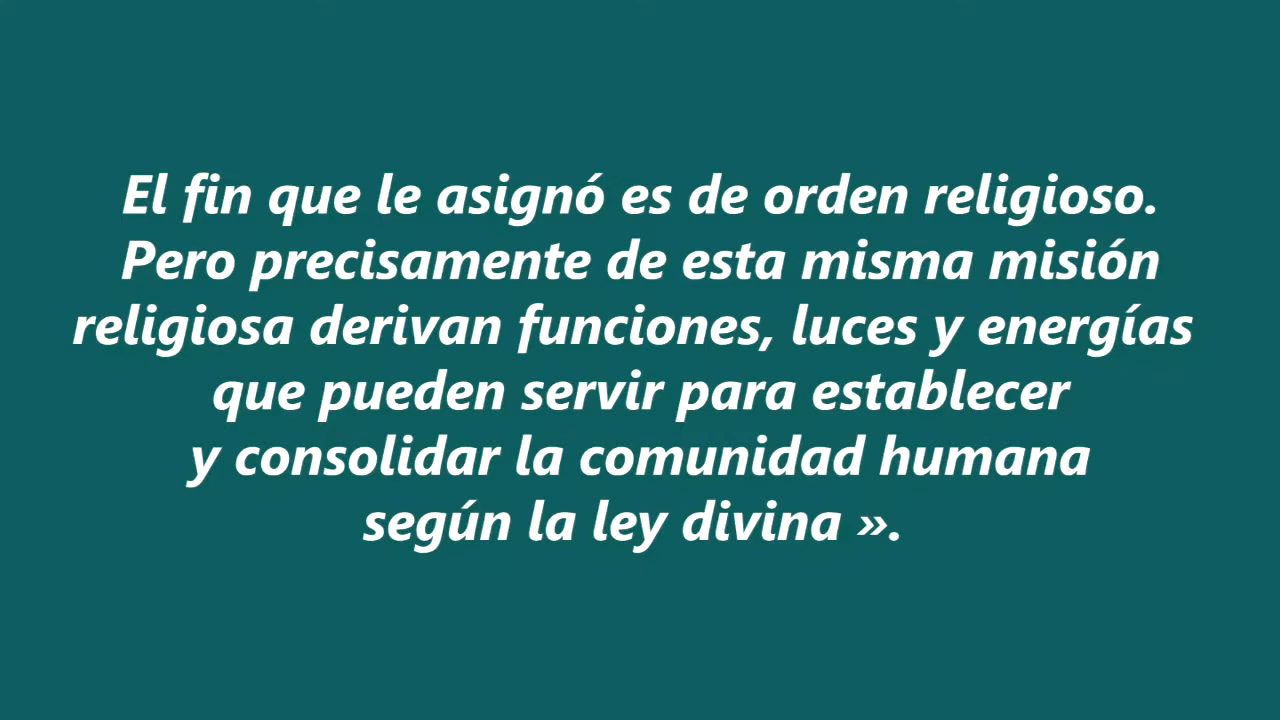 El fin que le asignó es de orden religioso.
Pero precisamente de esta misma misión
religiosa derivan funciones, luces y energías
que pueden servir para establecer
y consolidar la comunidad humana
según la ley divina ».